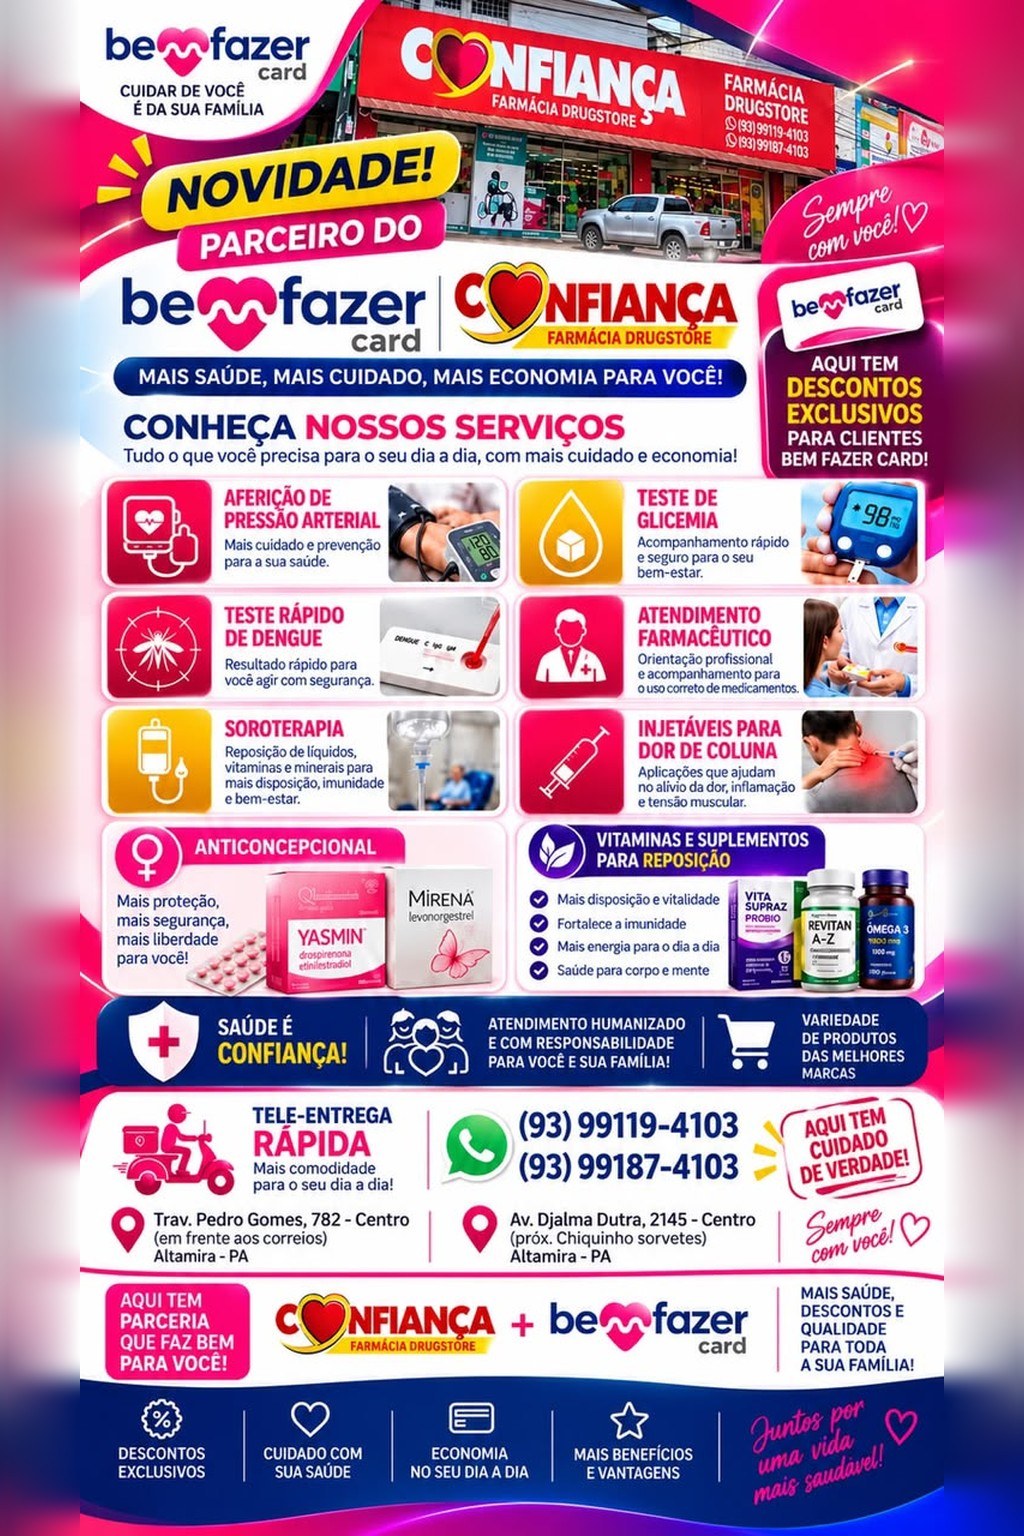 bem fazer
card
CUIDAR DE VOCÊ
É DA SUA FAMÍLIA
CONFIANÇA
FARMÁCIA DRUGSTORE
FARMÁCIA
DRUGSTORE
(93) 99119-4103
(93) 99187-4103
NOVIDADE!
PARCEIRO DO
Sempre
com você!
bem fazer
card
CONFIANÇA
FARMÁCIA DRUGSTORE
bem fazer
card
MAIS SAÚDE, MAIS CUIDADO, MAIS ECONOMIA PARA VOCÊ!
AQUI TEM
DESCONTOS
EXCLUSIVOS
PARA CLIENTES
BEM FAZER CARD!
CONHEÇA NOSSOS SERVIÇOS
Tudo o que você precisa para o seu dia a dia, com mais cuidado e economia!
AFERIÇÃO DE
PRESSÃO ARTERIAL
Mais cuidado e prevenção
para a sua saúde.
120
80
TESTE DE
GLICEMIA
Acompanhamento rápido
e seguro para o seu
bem-estar.
98
TESTE RÁPIDO
DE DENGUE
Resultado rápido para
você agir com segurança.
DENGUE C IgG IgM
ATENDIMENTO
FARMACÊUTICO
Orientação profissional
e acompanhamento para
o uso correto de medicamentos.
SOROTERAPIA
Reposição de líquidos,
vitaminas e minerais para
mais disposição, imunidade
e bem-estar.
INJETÁVEIS PARA
DOR DE COLUNA
Aplicações que ajudam
no alívio da dor, inflamação
e tensão muscular.
ANTICONCEPCIONAL
Mais proteção,
mais segurança,
mais liberdade
para você!
YASMIN
drospirenona
etinilestradiol
MIRENA
levonorgestrel
VITAMINAS E SUPLEMENTOS
PARA REPOSIÇÃO
Mais disposição e vitalidade
Fortalece a imunidade
Mais energia para o dia a dia
Saúde para corpo e mente
VITA
SUPRAZ
PROBIO
REVITAN
A-Z
ÔMEGA 3
SAÚDE É
CONFIANÇA!
ATENDIMENTO HUMANIZADO
E COM RESPONSABILIDADE
PARA VOCÊ E SUA FAMÍLIA!
VARIEDADE
DE PRODUTOS
DAS MELHORES
MARCAS
TELE-ENTREGA
RÁPIDA
Mais comodidade
para o seu dia a dia!
(93) 99119-4103
(93) 99187-4103
AQUI TEM
CUIDADO
DE VERDADE!
Trav. Pedro Gomes, 782 - Centro
(em frente aos correios)
Altamira - PA
Av. Djalma Dutra, 2145 - Centro
(próx. Chiquinho sorvetes)
Altamira - PA
Sempre
com você!
AQUI TEM
PARCERIA
QUE FAZ BEM
PARA VOCÊ!
CONFIANÇA
FARMÁCIA DRUGSTORE
+
bem fazer
card
MAIS SAÚDE,
DESCONTOS E
QUALIDADE
PARA TODA
A SUA FAMÍLIA!
DESCONTOS
EXCLUSIVOS
CUIDADO COM
SUA SAÚDE
ECONOMIA
NO SEU DIA A DIA
MAIS BENEFÍCIOS
E VANTAGENS
Juntos por
uma vida
mais saudável!